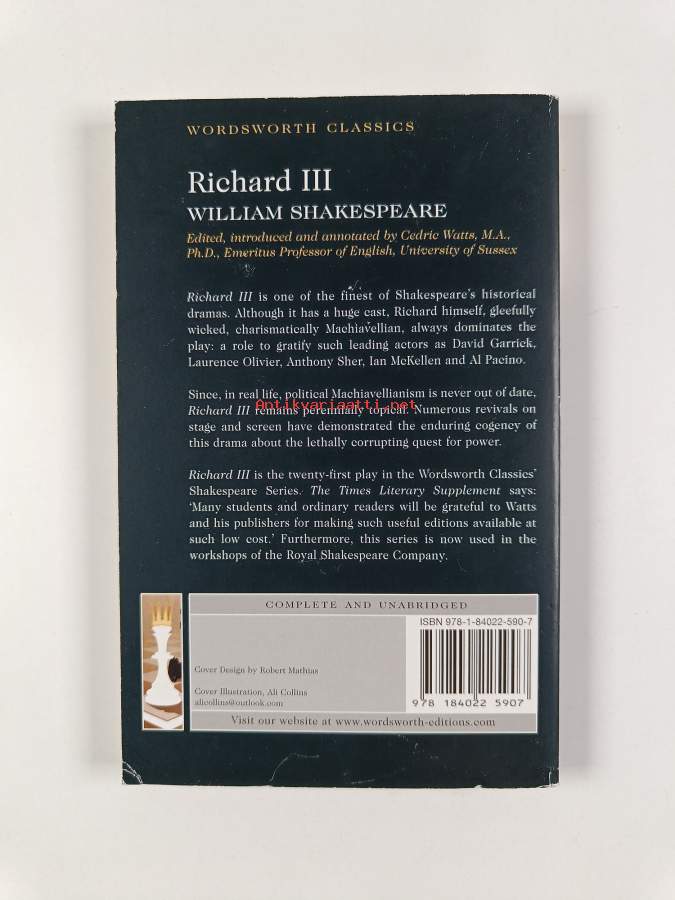 WORDSWORTH CLASSICS
Richard III
WILLIAM SHAKESPEARE
Edited, introduced and annotated by Cedric Watts, M.A.,
Ph.D., Emeritus Professor of English, University of Sussex
Richard III is one of the finest of Shakespeare's historical
dramas. Although it has a huge cast, Richard himself, gleefully
wicked, charismatically Machiavellian, always dominates the
play: a role to gratify such leading actors as David Garrick,
Laurence Olivier, Anthony Sher, Ian McKellen and Al Pacino.
Since, in real life, political Machiavellianism is never out of date,
Antikvariaatti.net
Richard III remains perennially topical. Numerous revivals on
stage and screen have demonstrated the enduring cogency of
this drama about the lethally corrupting quest for power.
Richard III is the twenty-first play in the Wordsworth Classics'
Shakespeare Series. The Times Literary Supplement says:
'Many students and ordinary readers will be grateful to Watts
and his publishers for making such useful editions available at
such low cost.' Furthermore, this series is now used in the
workshops of the Royal Shakespeare Company.
COMPLETE AND UNABRIDGED
ISBN 978-1-84022-590-7
Cover Design by Robert Mathias
Cover Illustration, Ali Collins
alicollins@outlook.com
9 781840 225907
Visit our website at www.wordsworth-editions.com